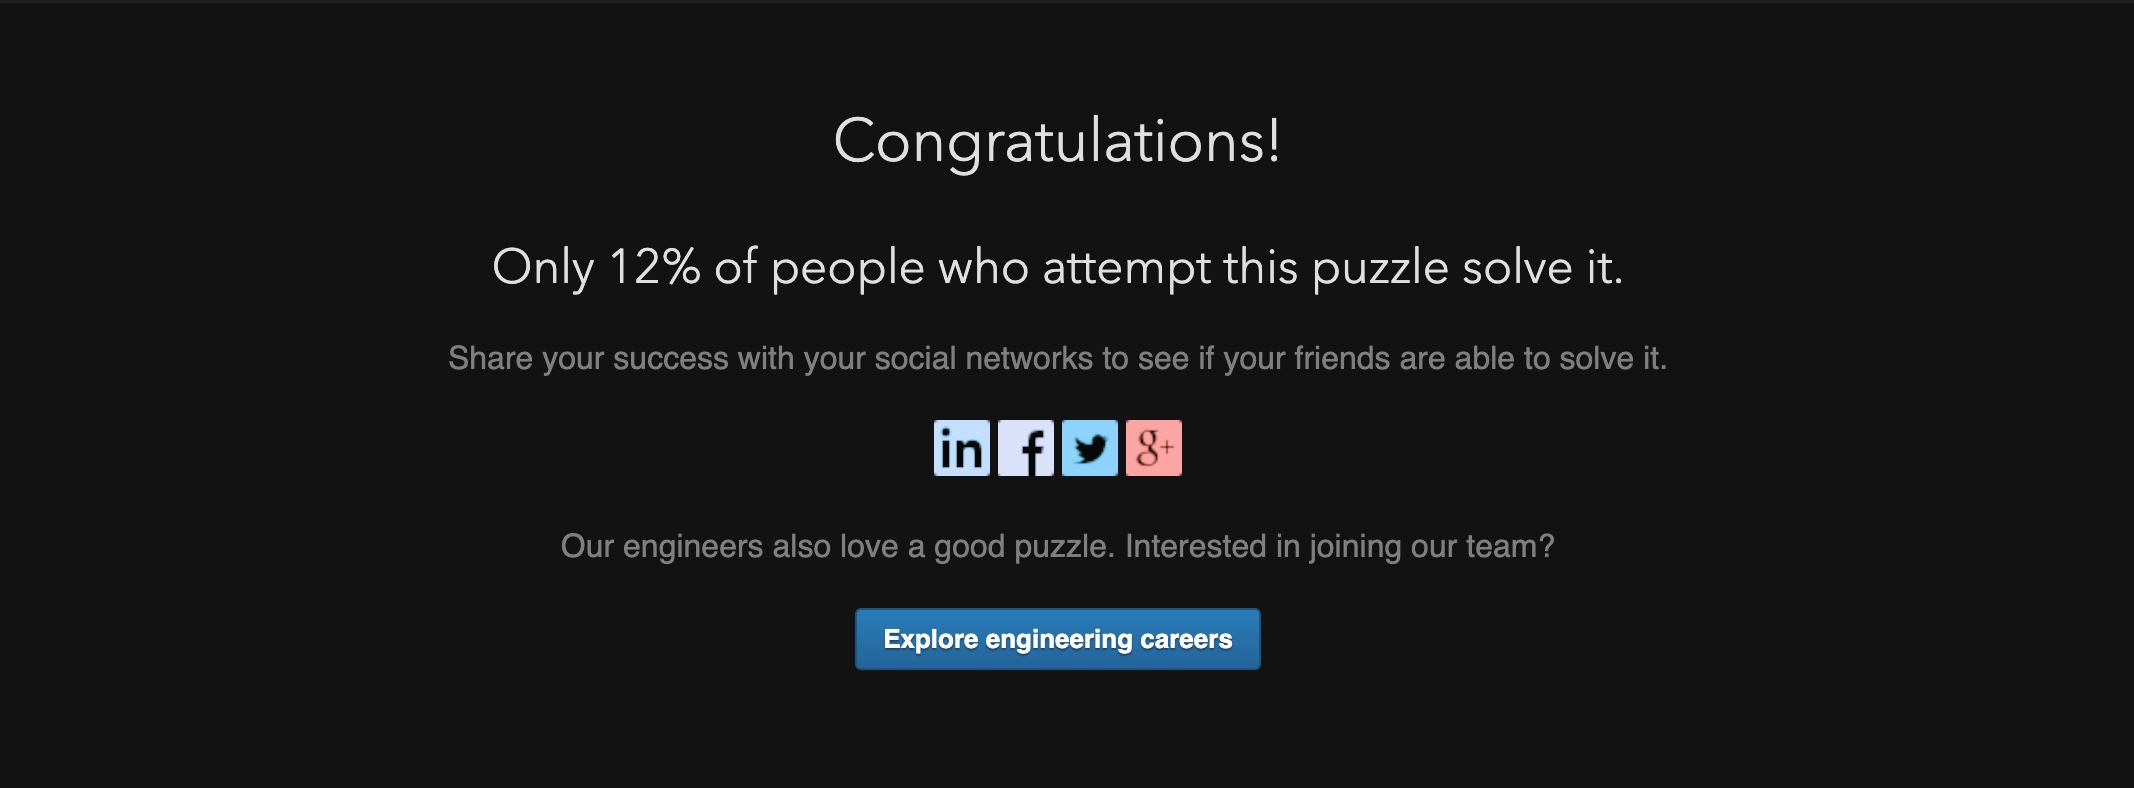 Congratulations!
Only 12% of people who attempt this puzzle solve it.
Share your success with your social networks to see if your friends are able to solve it.
in f g+
Our engineers also love a good puzzle. Interested in joining our team?
Explore engineering careers